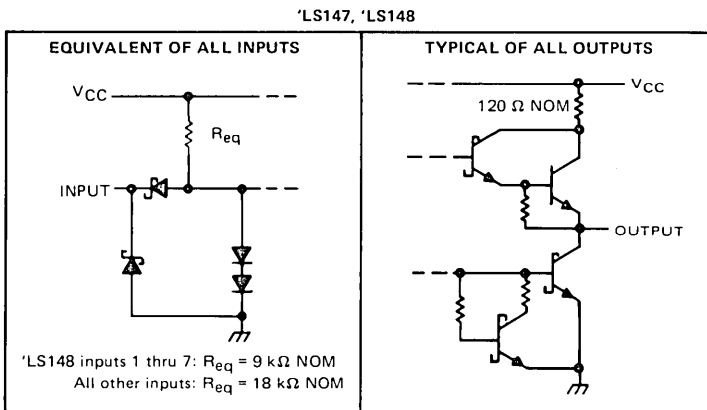 'LS147, 'LS148
EQUIVALENT OF ALL INPUTS
VCC
Req
INPUT
'LS148 inputs 1 thru 7: Req = 9 kΩ NOM
All other inputs: Req = 18 kΩ NOM
TYPICAL OF ALL OUTPUTS
VCC
120 Ω NOM
OUTPUT